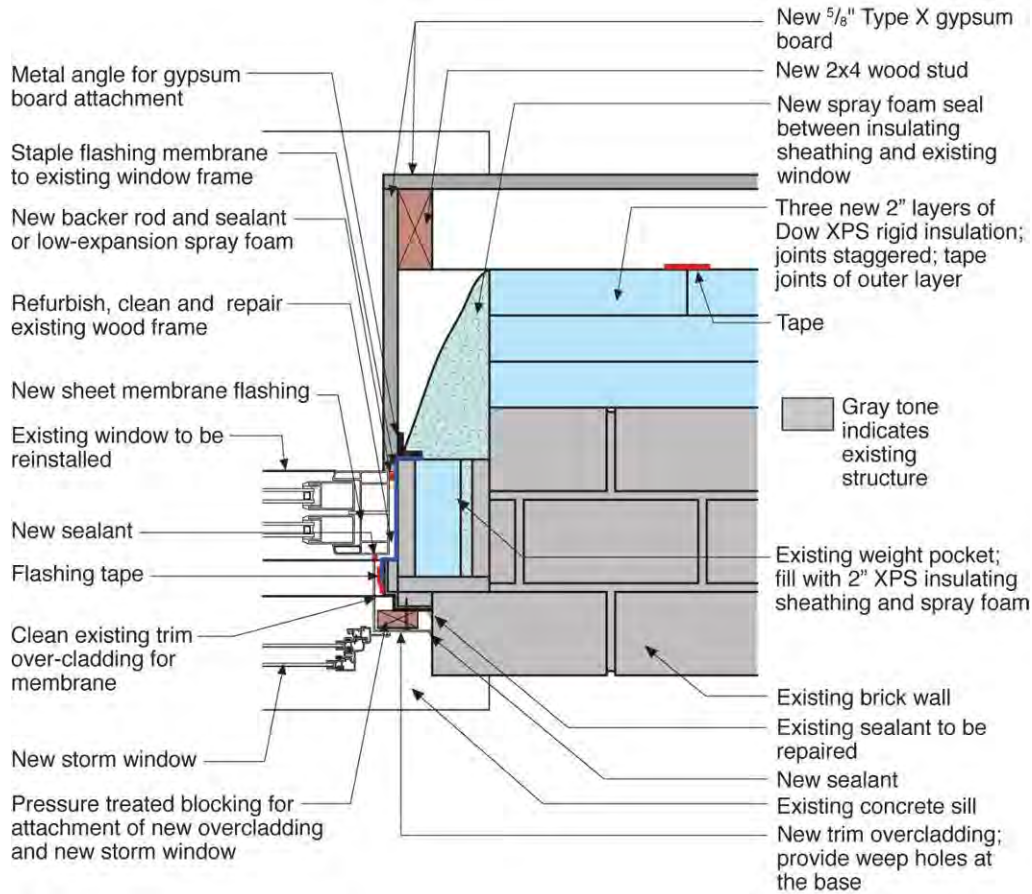 Metal angle for gypsum
board attachment
Staple flashing membrane
to existing window frame
New backer rod and sealant
or low-expansion spray foam
Refurbish, clean and repair
existing wood frame
New sheet membrane flashing
Existing window to be
reinstalled
New sealant
Flashing tape
Clean existing trim
over-cladding for
membrane
New storm window
Pressure treated blocking for
attachment of new overcladding
and new storm window
New 5/8" Type X gypsum
board
New 2x4 wood stud
New spray foam seal
between insulating
sheathing and existing
window
Three new 2” layers of
Dow XPS rigid insulation;
joints staggered; tape
joints of outer layer
Tape
Gray tone
indicates
existing
structure
Existing weight pocket;
fill with 2” XPS insulating
sheathing and spray foam
Existing brick wall
Existing sealant to be
repaired
New sealant
Existing concrete sill
New trim overcladding;
provide weep holes at
the base